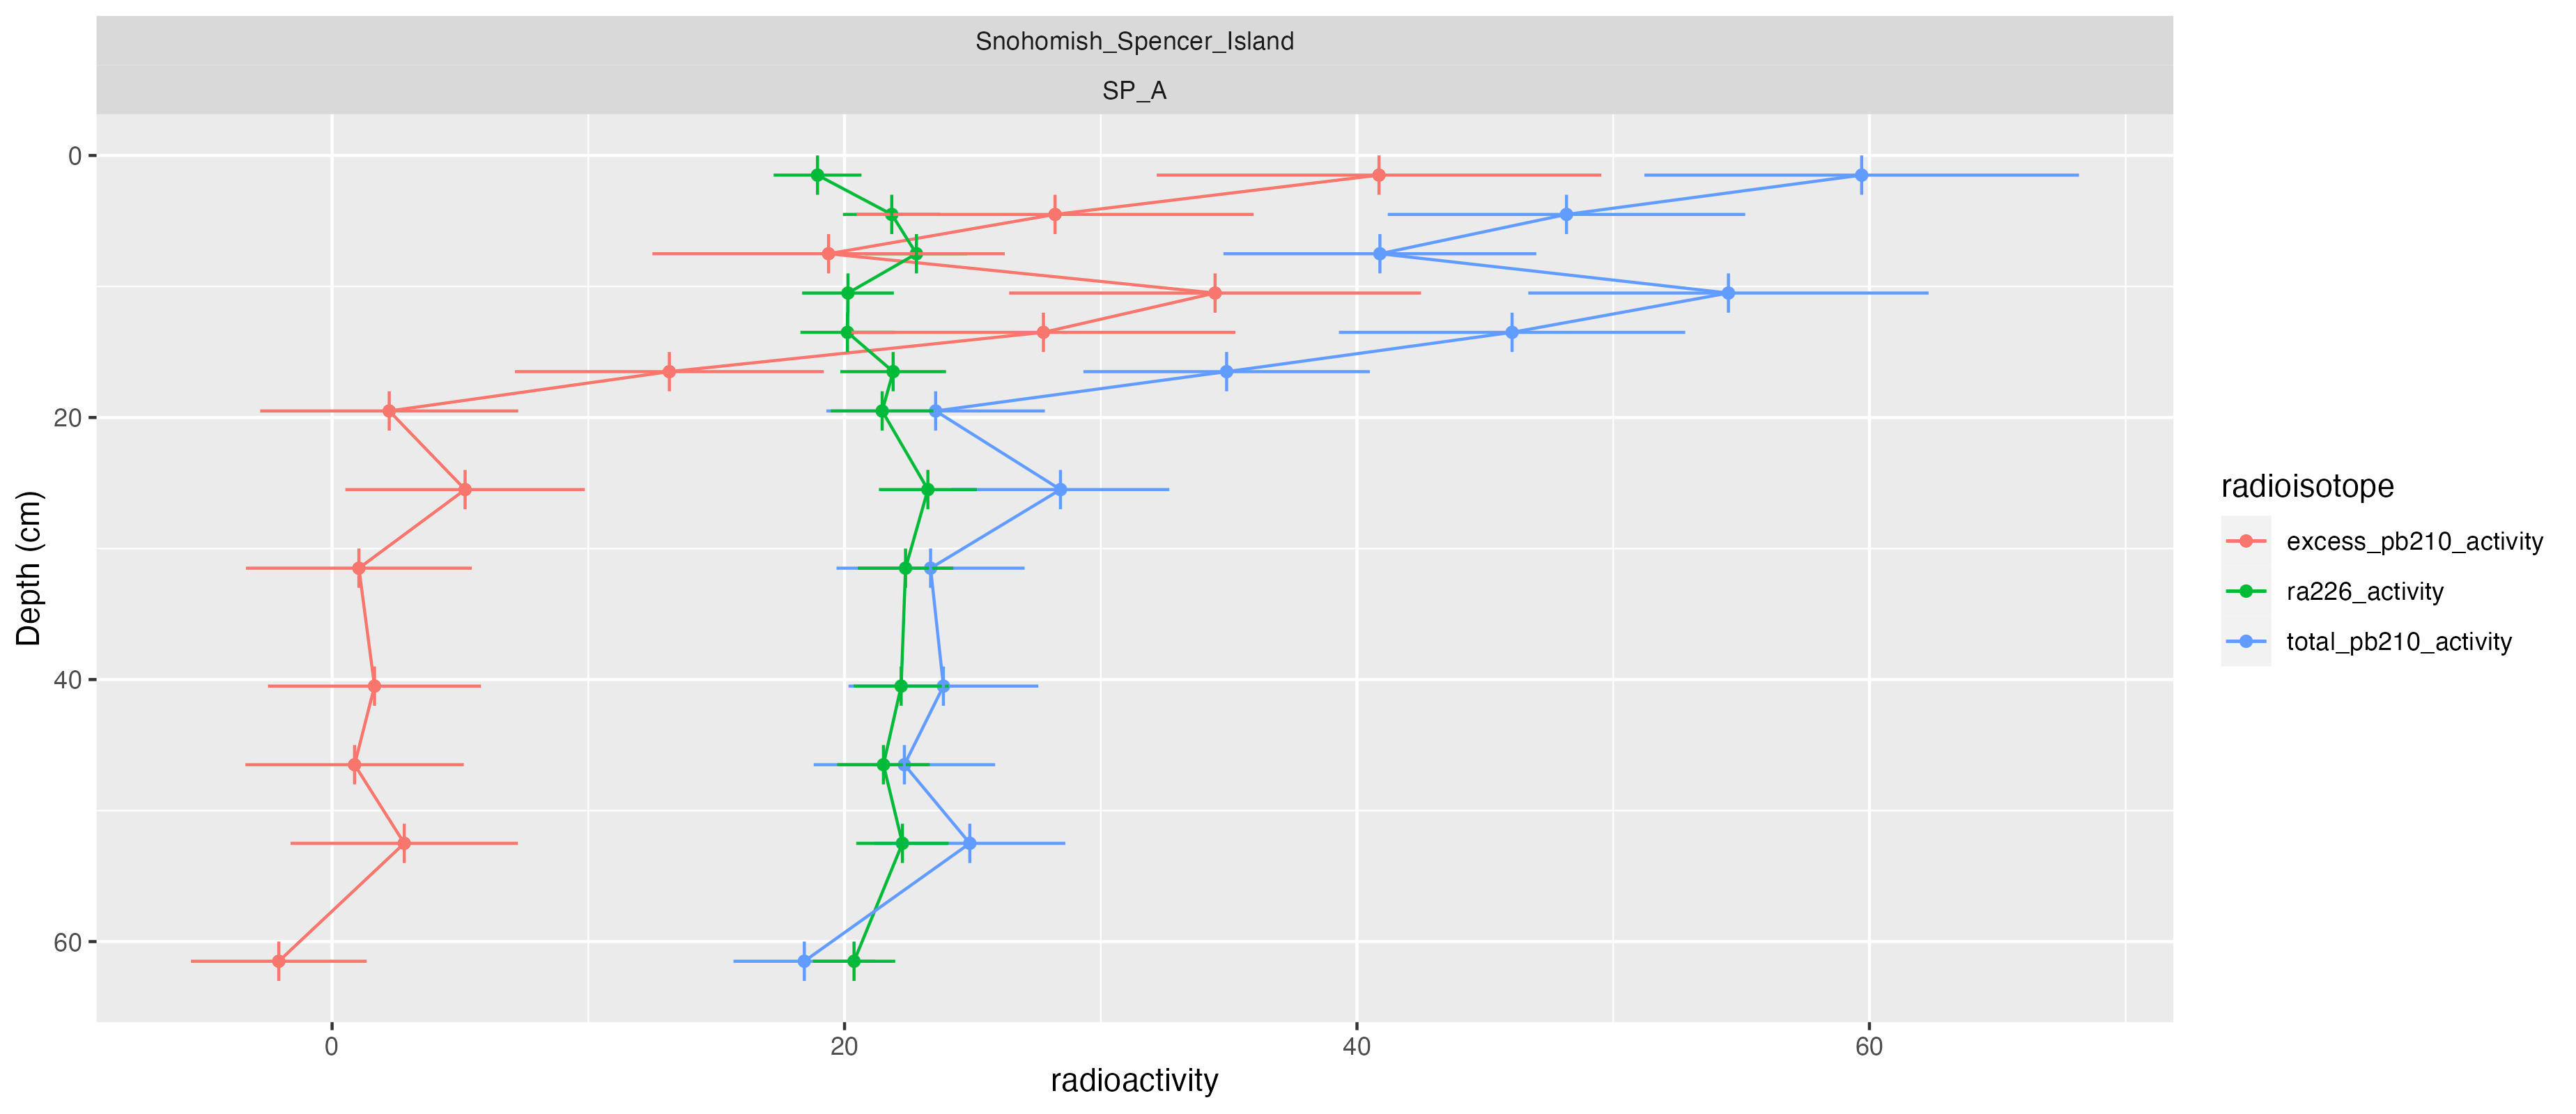 Snohomish_Spencer_Island
SP_A
0
20
40
60
Depth (cm)
0
20
40
60
radioactivity
radioisotope
excess_pb210_activity
ra226_activity
total_pb210_activity